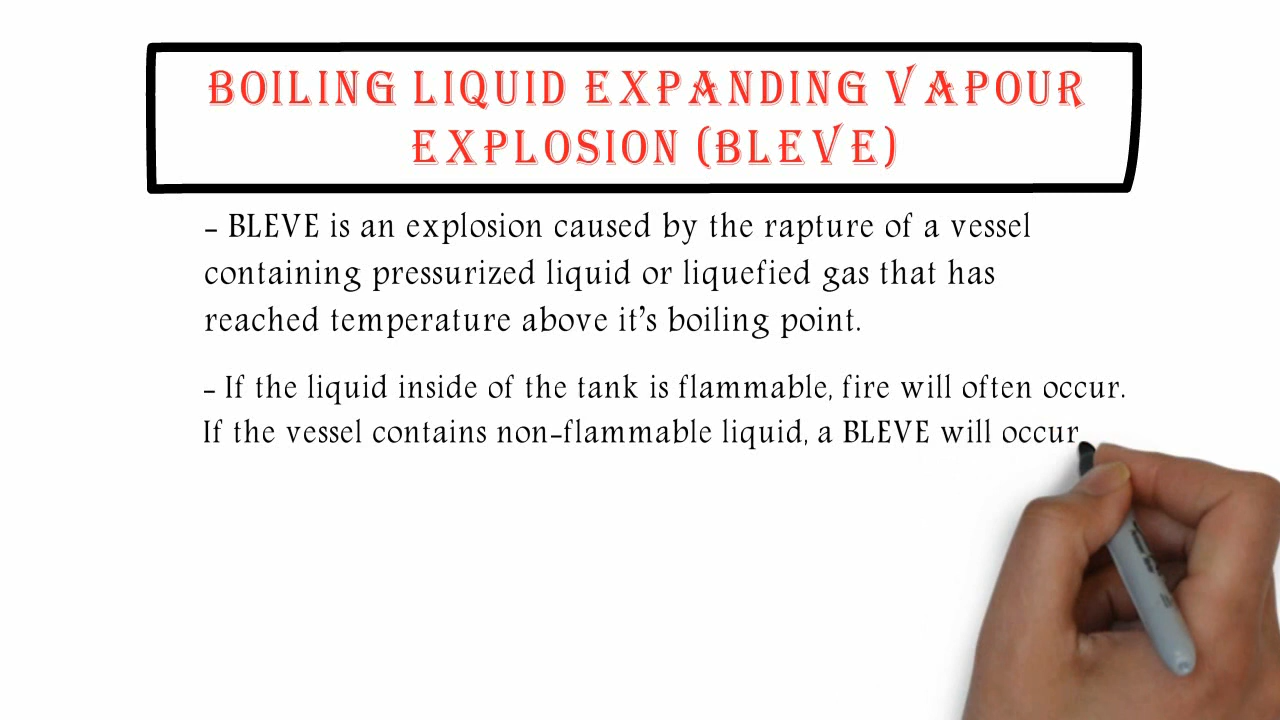 BOILING LIQUID EXPANDING VAPOUR
EXPLOSION (BLEVE)
- BLEVE is an explosion caused by the rapture of a vessel
containing pressurized liquid or liquefied gas that has
reached temperature above it's boiling point.
- If the liquid inside of the tank is flammable, fire will often occur.
If the vessel contains non-flammable liquid, a BLEVE will occur